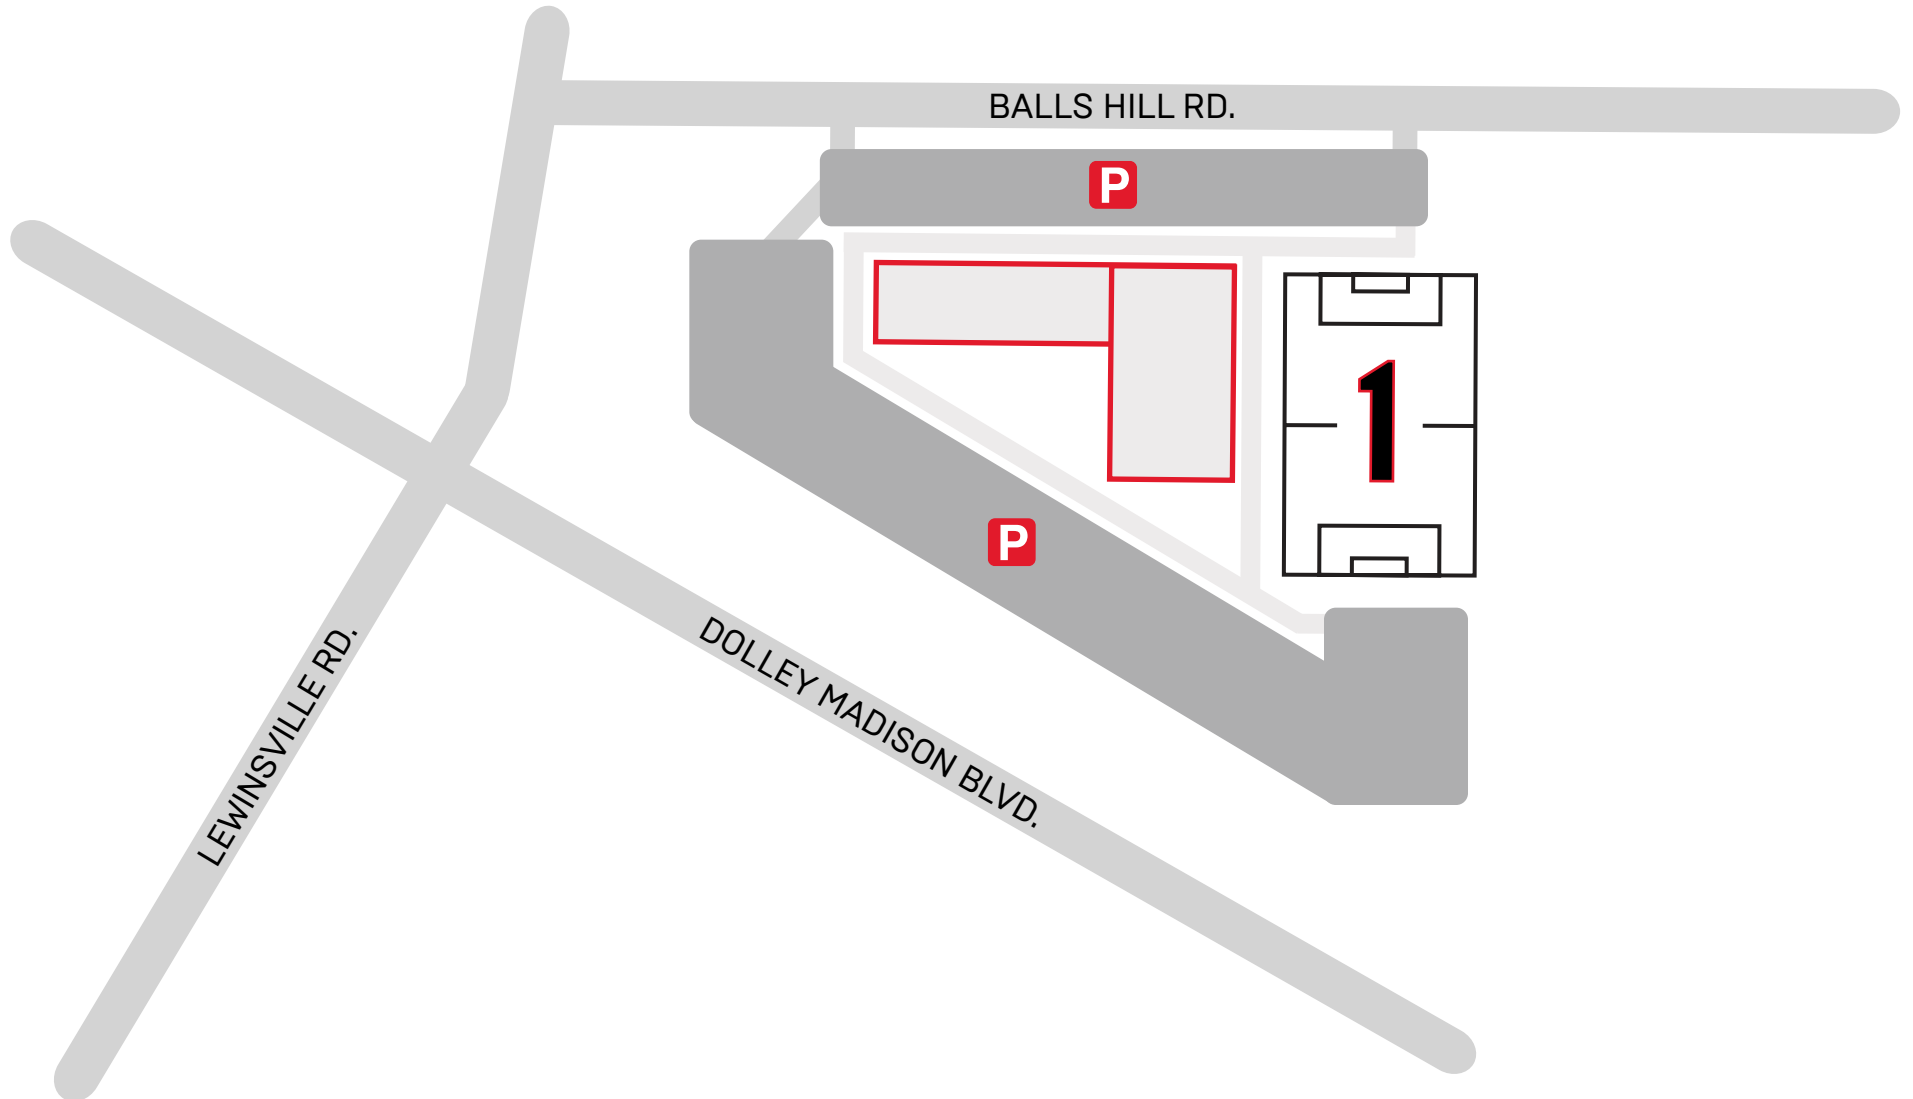 BALLS HILL RD.
P
1
P
DOLLEY MADISON BLVD.
LEWINSVILLE RD.